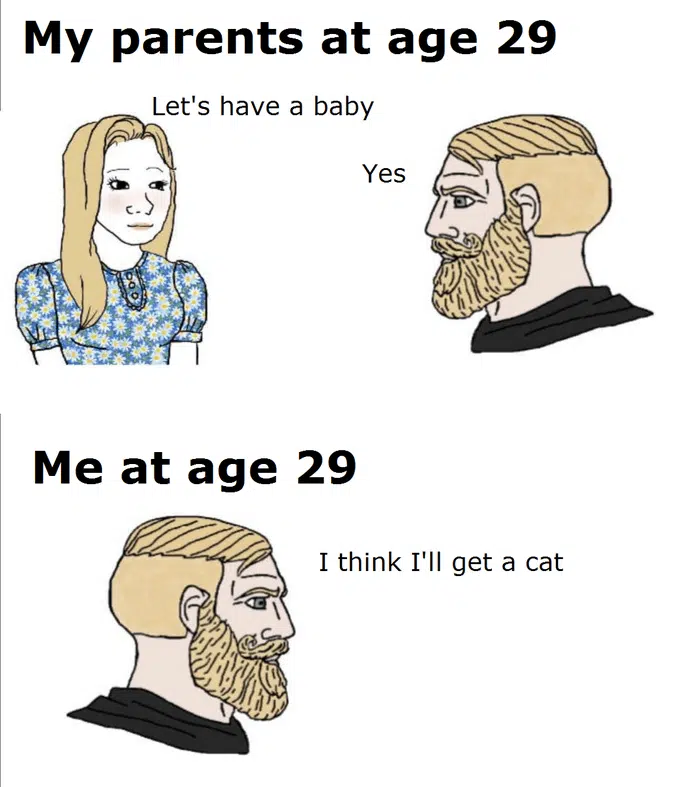 My parents at age 29
Let's have a baby
Yes
Me at age 29
I think I'll get a cat